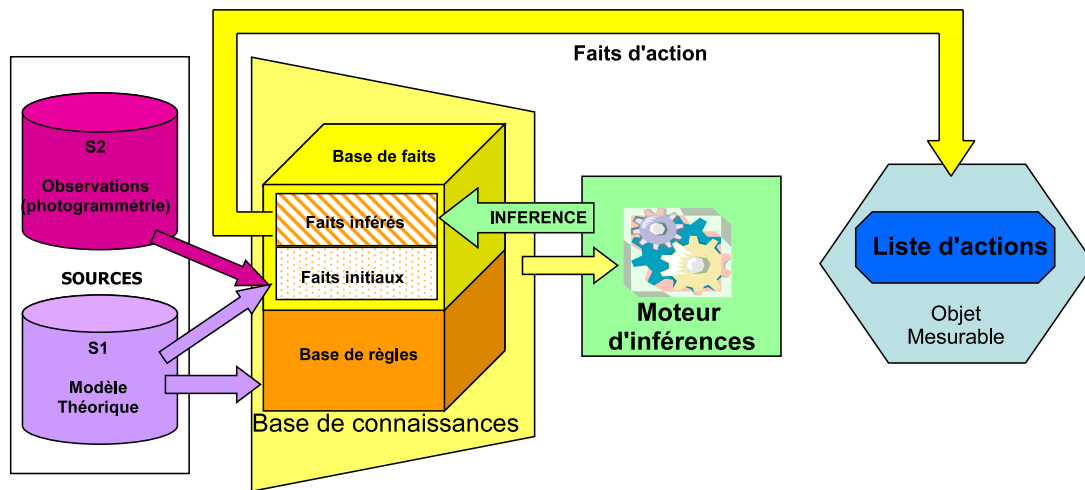 Faits d'action
S2
Observations
(photogrammétrie)
SOURCES
S1
Modèle
Théorique
Base de faits
Faits inférés
Faits initiaux
Base de règles
Base de connaissances
INFERENCE
Moteur
d'inférences
Liste d'actions
Objet
Mesurable